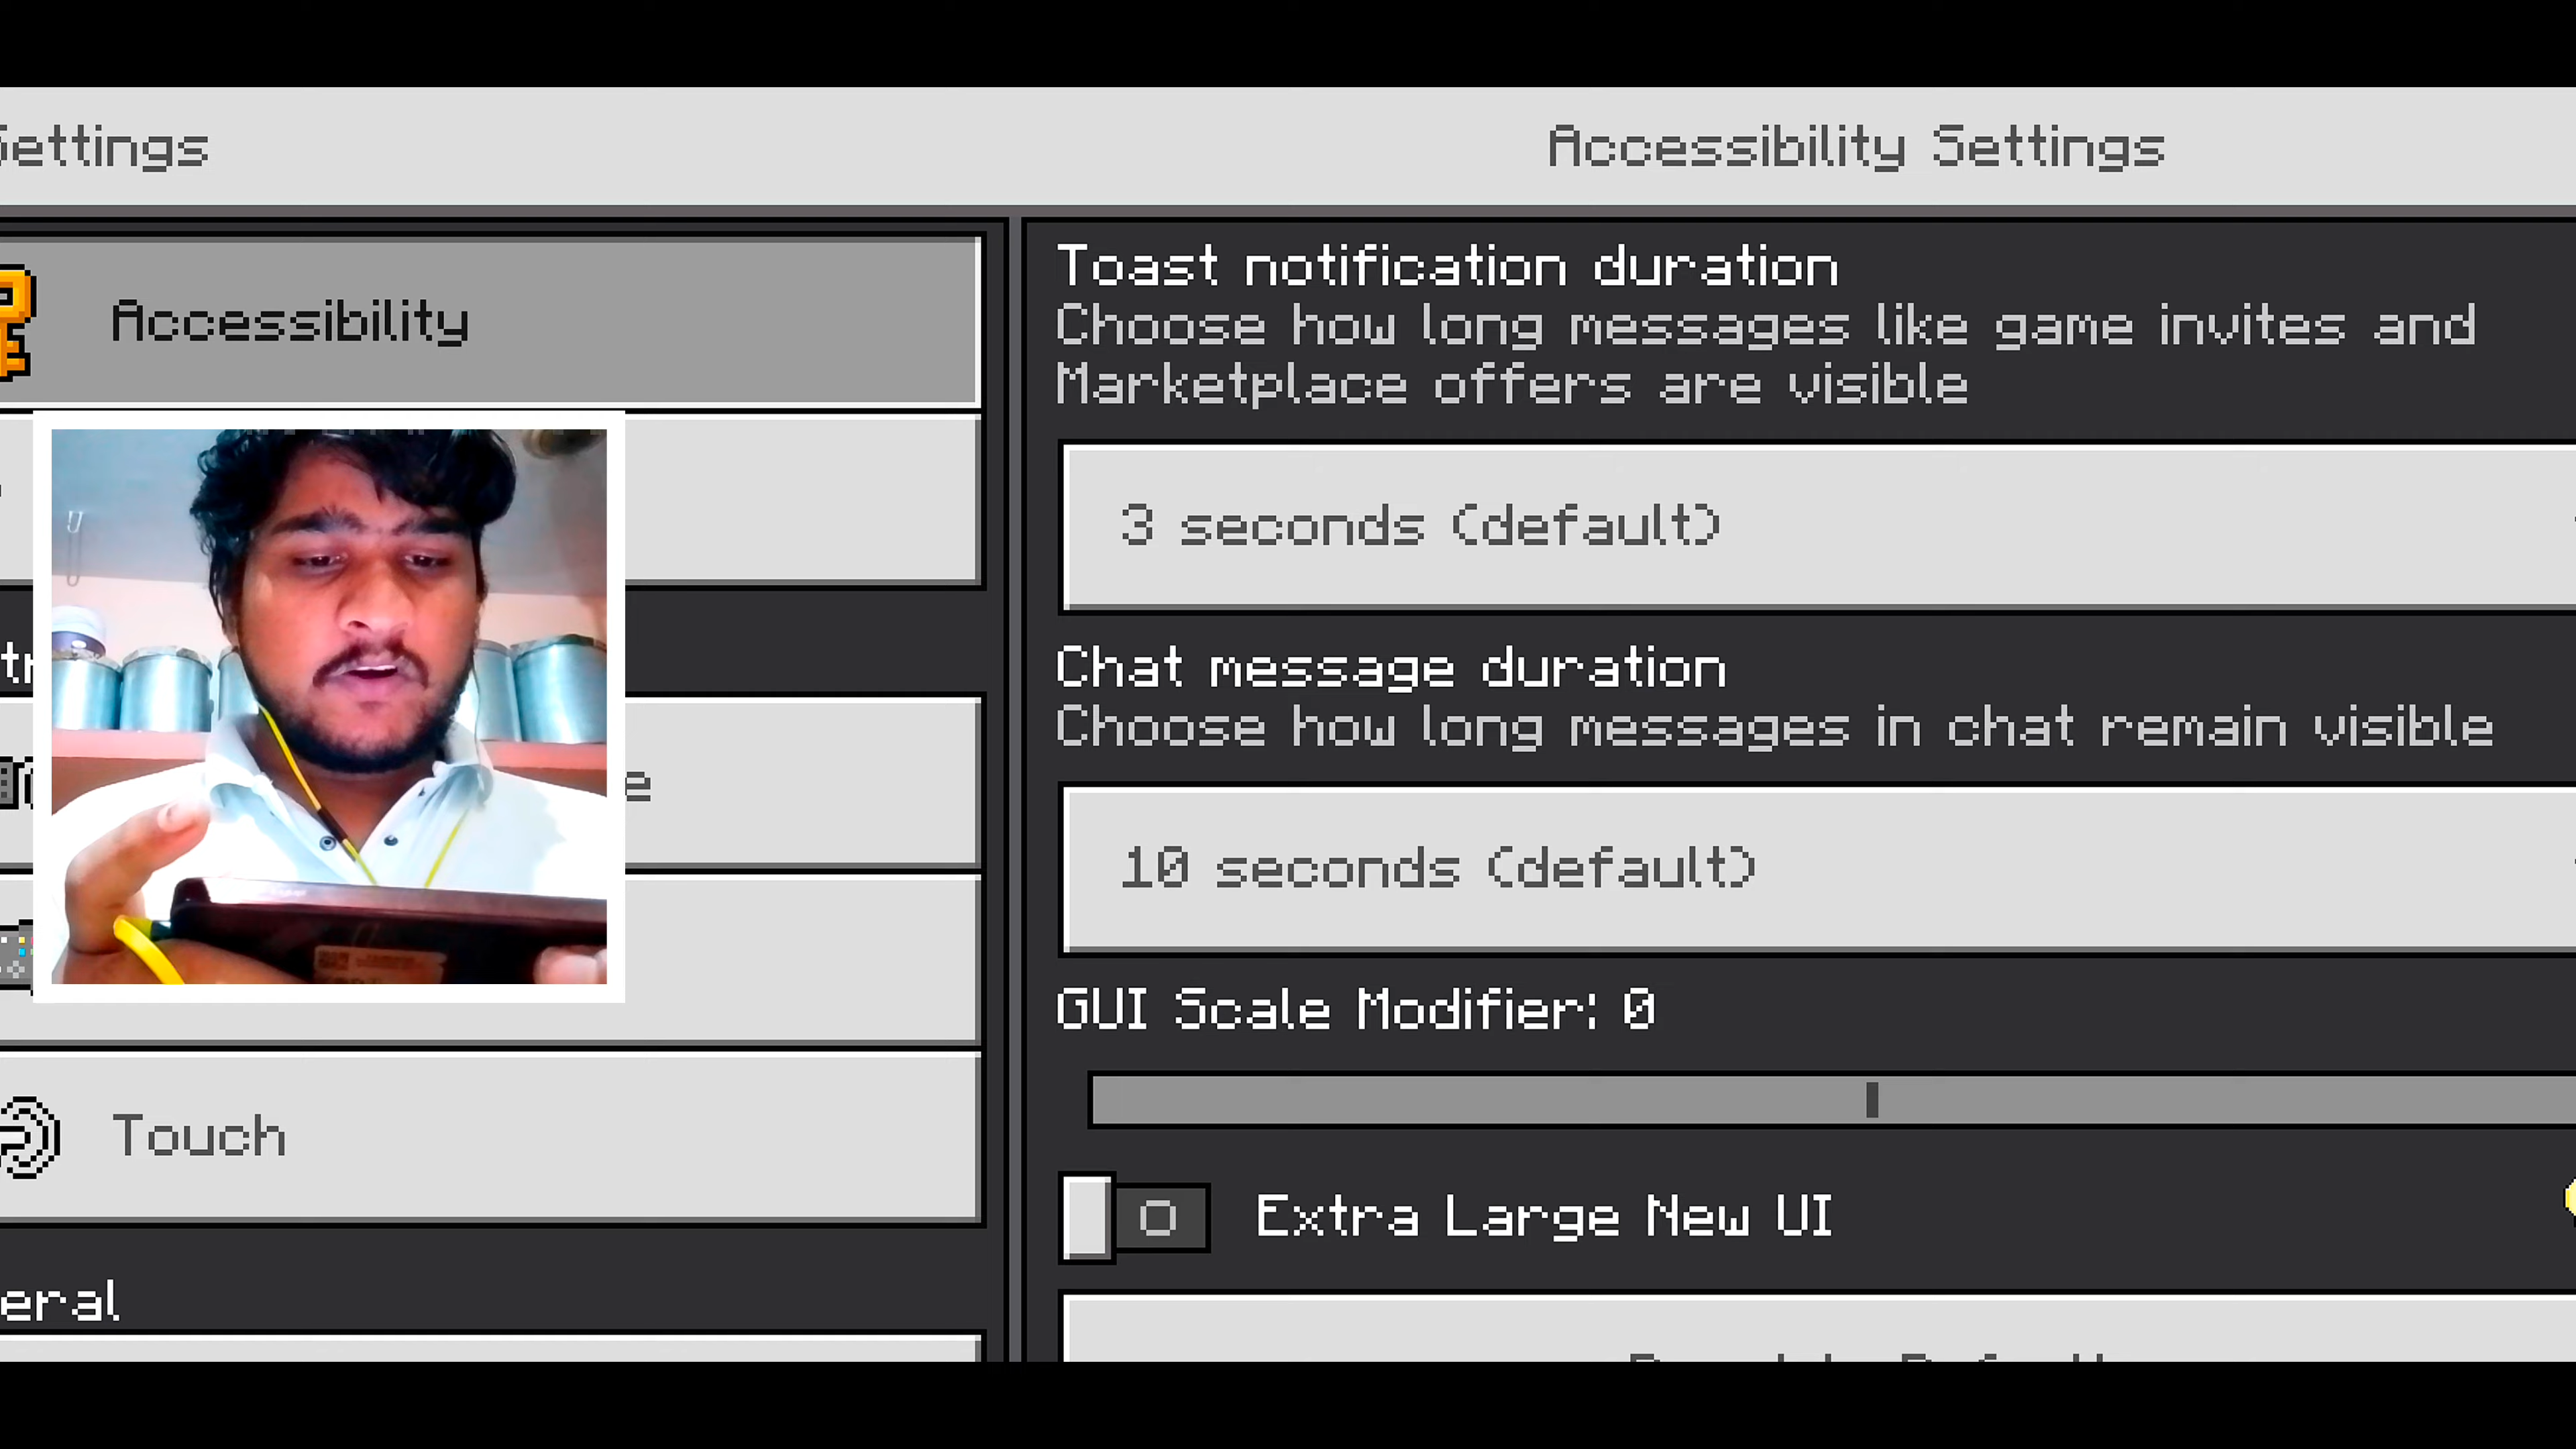 Settings
Accessibility Settings
Accessibility
Touch
Toast notification duration
Choose how long messages like game invites and
Marketplace offers are visible
3 seconds (default)
Chat message duration
Choose how long messages in chat remain visible
10 seconds (default)
GUI Scale Modifier: 0
Extra Large New UI